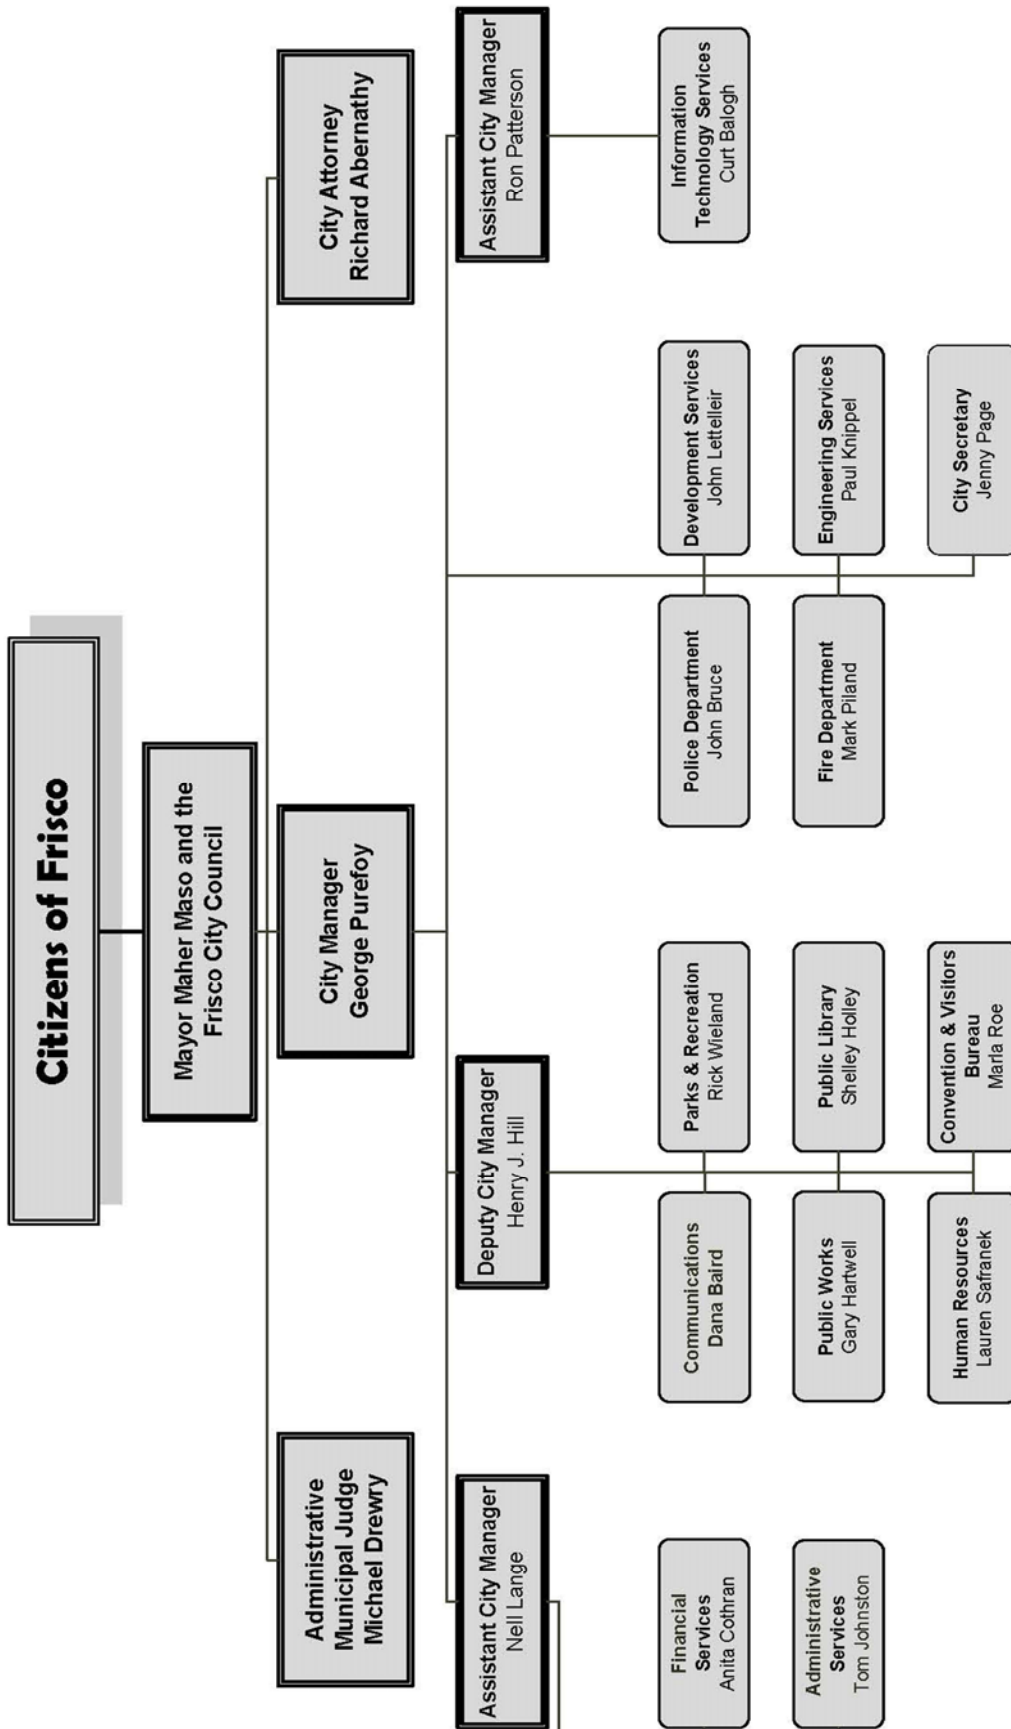 Citizens of Frisco
Mayor Maher Maso and the
Frisco City Council
Administrative
Municipal Judge
Michael Drewry
City Manager
George Purefoy
City Attorney
Richard Abernathy
Assistant City Manager
Nell Lange
Deputy City Manager
Henry J. Hill
Assistant City Manager
Ron Patterson
Financial
Services
Anita Cothran
Administrative
Services
Tom Johnston
Communications
Dana Baird
Parks & Recreation
Rick Wieland
Public Works
Gary Hartwell
Public Library
Shelley Holley
Human Resources
Lauren Safranek
Convention & Visitors
Bureau
Marla Roe
Police Department
John Bruce
Development Services
John Lettelleir
Fire Department
Mark Piland
Engineering Services
Paul Knippel
City Secretary
Jenny Page
Information
Technology Services
Curt Balogh